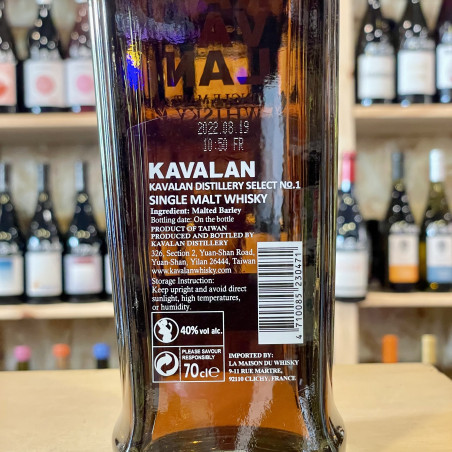 2022.08.19
10:50 FR
KAVALAN
KAVALAN DISTILLERY SELECT No.1
SINGLE MALT WHISKY
Ingredient: Malted Barley
Bottling date: On the bottle
PRODUCT OF TAIWAN
PRODUCED AND BOTTLED BY
KAVALAN DISTILLERY
326, Section 2, Yuan-Shan Road,
Yuan-Shan, Yilan 26444, Taiwan
www.kavalanwhisky.com
Storage Instruction:
Keep upright and avoid direct
sunlight, high temperatures,
or humidity.
4 710085 230471
40% vol alc.
PLEASE SAVOUR
RESPONSIBLY
70cl℮
IMPORTED BY:
LA MAISON DU WHISKY
9-11 RUE MARTRE,
92110 CLICHY, FRANCE